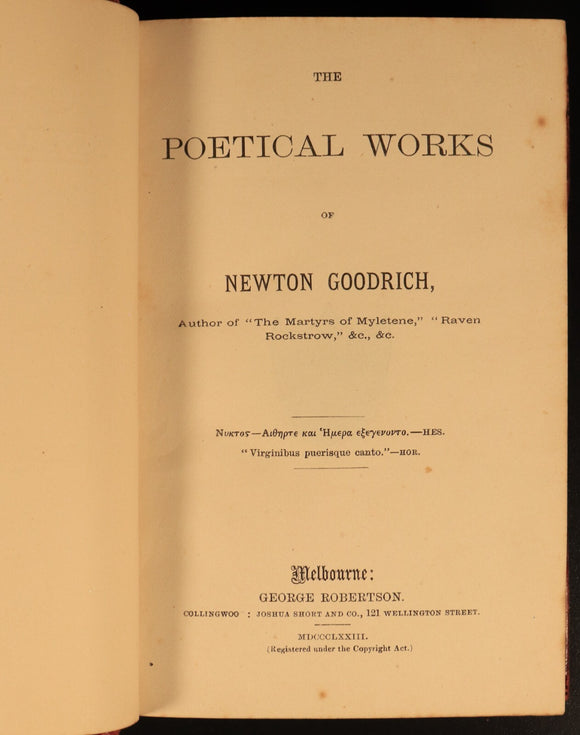 THE
POETICAL WORKS
OF
NEWTON GOODRICH,
Author of "The Martyrs of Myletene," "Raven
Rockstrow," &c., &c.
Νυκτος—Αιθηρτε και Ἡμερα εξεγενοντο.—HES.
"Virginibus puerisque canto."—HOR.
Melbourne:
GEORGE ROBERTSON.
COLLINGWOO : JOSHUA SHORT AND CO., 121 WELLINGTON STREET.
MDCCCLXXIII.
(Registered under the Copyright Act.)